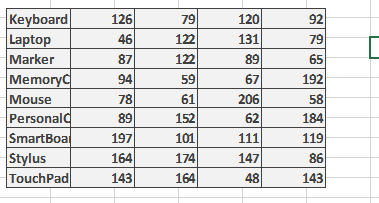 Keyboard 126 79 120 92
Laptop 46 122 131 79
Marker 87 122 89 65
MemoryC 94 59 67 192
Mouse 78 61 206 58
PersonalC 89 152 62 184
SmartBoa 197 101 111 119
Stylus 164 174 147 86
TouchPad 143 164 48 143